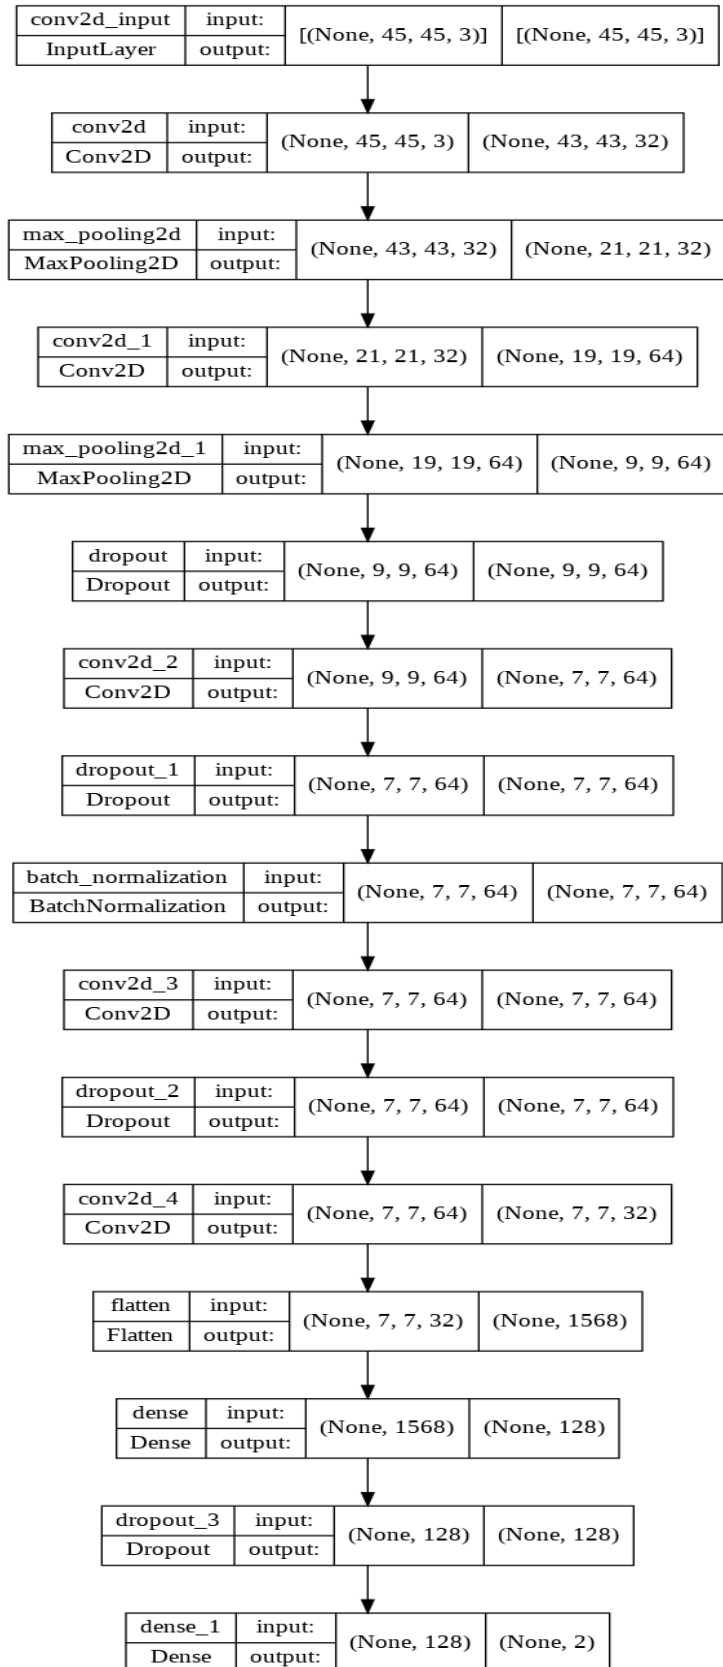 conv2d_input input: [(None, 45, 45, 3)] [(None, 45, 45, 3)]
InputLayer output:
conv2d input: (None, 45, 45, 3) (None, 43, 43, 32)
Conv2D output:
max_pooling2d input: (None, 43, 43, 32) (None, 21, 21, 32)
MaxPooling2D output:
conv2d_1 input: (None, 21, 21, 32) (None, 19, 19, 64)
Conv2D output:
max_pooling2d_1 input: (None, 19, 19, 64) (None, 9, 9, 64)
MaxPooling2D output:
dropout input: (None, 9, 9, 64) (None, 9, 9, 64)
Dropout output:
conv2d_2 input: (None, 9, 9, 64) (None, 7, 7, 64)
Conv2D output:
dropout_1 input: (None, 7, 7, 64) (None, 7, 7, 64)
Dropout output:
batch_normalization input: (None, 7, 7, 64) (None, 7, 7, 64)
BatchNormalization output:
conv2d_3 input: (None, 7, 7, 64) (None, 7, 7, 64)
Conv2D output:
dropout_2 input: (None, 7, 7, 64) (None, 7, 7, 64)
Dropout output:
conv2d_4 input: (None, 7, 7, 64) (None, 7, 7, 32)
Conv2D output:
flatten input: (None, 7, 7, 32) (None, 1568)
Flatten output:
dense input: (None, 1568) (None, 128)
Dense output:
dropout_3 input: (None, 128) (None, 128)
Dropout output:
dense_1 input: (None, 128) (None, 2)
Dense output: